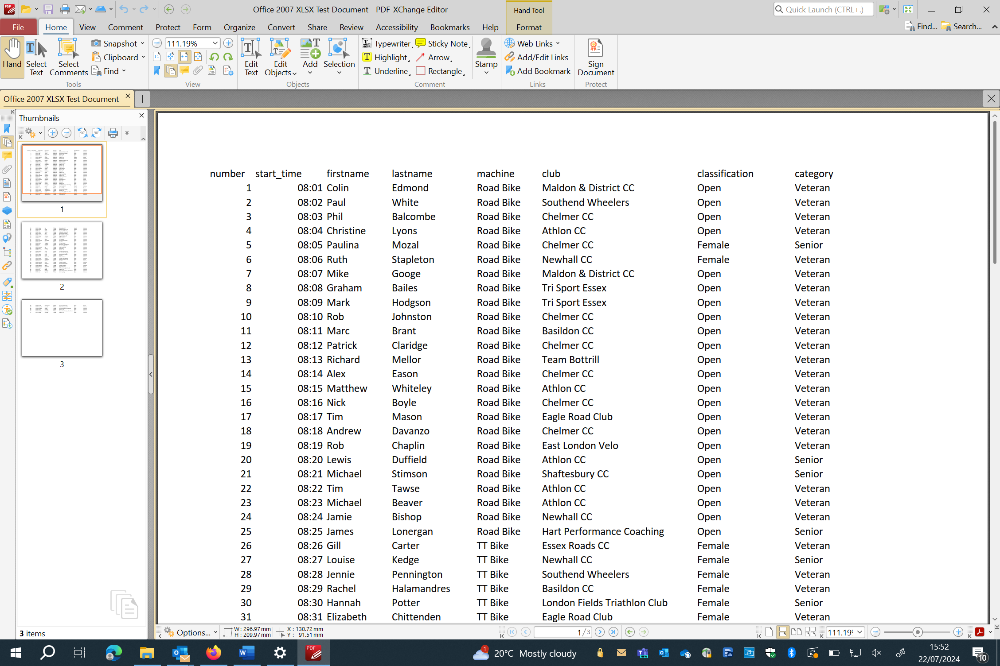 Office 2007 XLSX Test Document - PDF-XChange Editor
Hand Tool
Quick Launch (CTRL+.)
File Home View Comment Protect Form Organize Convert Share Review Accessibility Bookmarks Help Format Find... Search...
Hand
Select Text
Select Comments
Snapshot
Clipboard
Find
Tools
111.19%
View
Edit Text
Edit Objects
Add
Selection
Objects
Typewriter Sticky Note
Highlight Arrow
Underline Rectangle
Comment
Stamp
Web Links
Add/Edit Links
Add Bookmark
Links
Sign Document
Protect
Office 2007 XLSX Test Document
Thumbnails
1
2
3
3 items
number start_time firstname lastname machine club classification category
1 08:01 Colin Edmond Road Bike Maldon & District CC Open Veteran
2 08:02 Paul White Road Bike Southend Wheelers Open Veteran
3 08:03 Phil Balcombe Road Bike Chelmer CC Open Veteran
4 08:04 Christine Lyons Road Bike Athlon CC Open Veteran
5 08:05 Paulina Mozal Road Bike Chelmer CC Female Senior
6 08:06 Ruth Stapleton Road Bike Newhall CC Female Veteran
7 08:07 Mike Googe Road Bike Maldon & District CC Open Veteran
8 08:08 Graham Bailes Road Bike Tri Sport Essex Open Veteran
9 08:09 Mark Hodgson Road Bike Tri Sport Essex Open Veteran
10 08:10 Rob Johnston Road Bike Chelmer CC Open Veteran
11 08:11 Marc Brant Road Bike Basildon CC Open Veteran
12 08:12 Patrick Claridge Road Bike Chelmer CC Open Veteran
13 08:13 Richard Mellor Road Bike Team Bottrill Open Veteran
14 08:14 Alex Eason Road Bike Chelmer CC Open Veteran
15 08:15 Matthew Whiteley Road Bike Athlon CC Open Veteran
16 08:16 Nick Boyle Road Bike Chelmer CC Open Veteran
17 08:17 Tim Mason Road Bike Eagle Road Club Open Veteran
18 08:18 Andrew Davanzo Road Bike Chelmer CC Open Veteran
19 08:19 Rob Chaplin Road Bike East London Velo Open Veteran
20 08:20 Lewis Duffield Road Bike Athlon CC Open Senior
21 08:21 Michael Stimson Road Bike Shaftesbury CC Open Senior
22 08:22 Tim Tawse Road Bike Athlon CC Open Veteran
23 08:23 Michael Beaver Road Bike Athlon CC Open Veteran
24 08:24 Jamie Bishop Road Bike Newhall CC Open Veteran
25 08:25 James Lonergan Road Bike Hart Performance Coaching Open Senior
26 08:26 Gill Carter TT Bike Essex Roads CC Female Veteran
27 08:27 Louise Kedge TT Bike Newhall CC Female Senior
28 08:28 Jennie Pennington TT Bike Southend Wheelers Female Veteran
29 08:29 Rachel Halamandres TT Bike Basildon CC Female Veteran
30 08:30 Hannah Potter TT Bike London Fields Triathlon Club Female Senior
31 08:31 Elizabeth Chittenden TT Bike Eagle Road Club Female Veteran
Options...
W: 296.97 mm
H: 209.97 mm
X: 130.72 mm
Y: 91.51 mm
1/3
111.19
20°C Mostly cloudy
15:52
22/07/2024
10